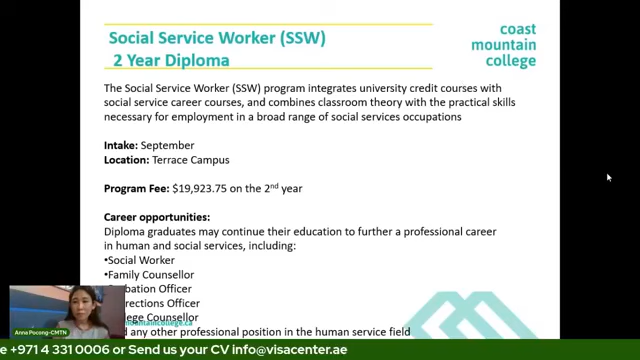 Social Service Worker (SSW)
2 Year Diploma
coast
mountain
college
The Social Service Worker (SSW) program integrates university credit courses with
social service career courses, and combines classroom theory with the practical skills
necessary for employment in a broad range of social services occupations
Intake: September
Location: Terrace Campus
Program Fee: $19,923.75 on the 2nd year
Career opportunities:
Diploma graduates may continue their education to further a professional career
in human and social services, including:
•Social Worker
•Family Counsellor
bation Officer
rections Officer
lege Counsellor
mountaincollege.ca
any other professional position in the human service field
Anna Pocong-CMTN
e +971 4 331 0006 or Send us your CV info@visacenter.ae